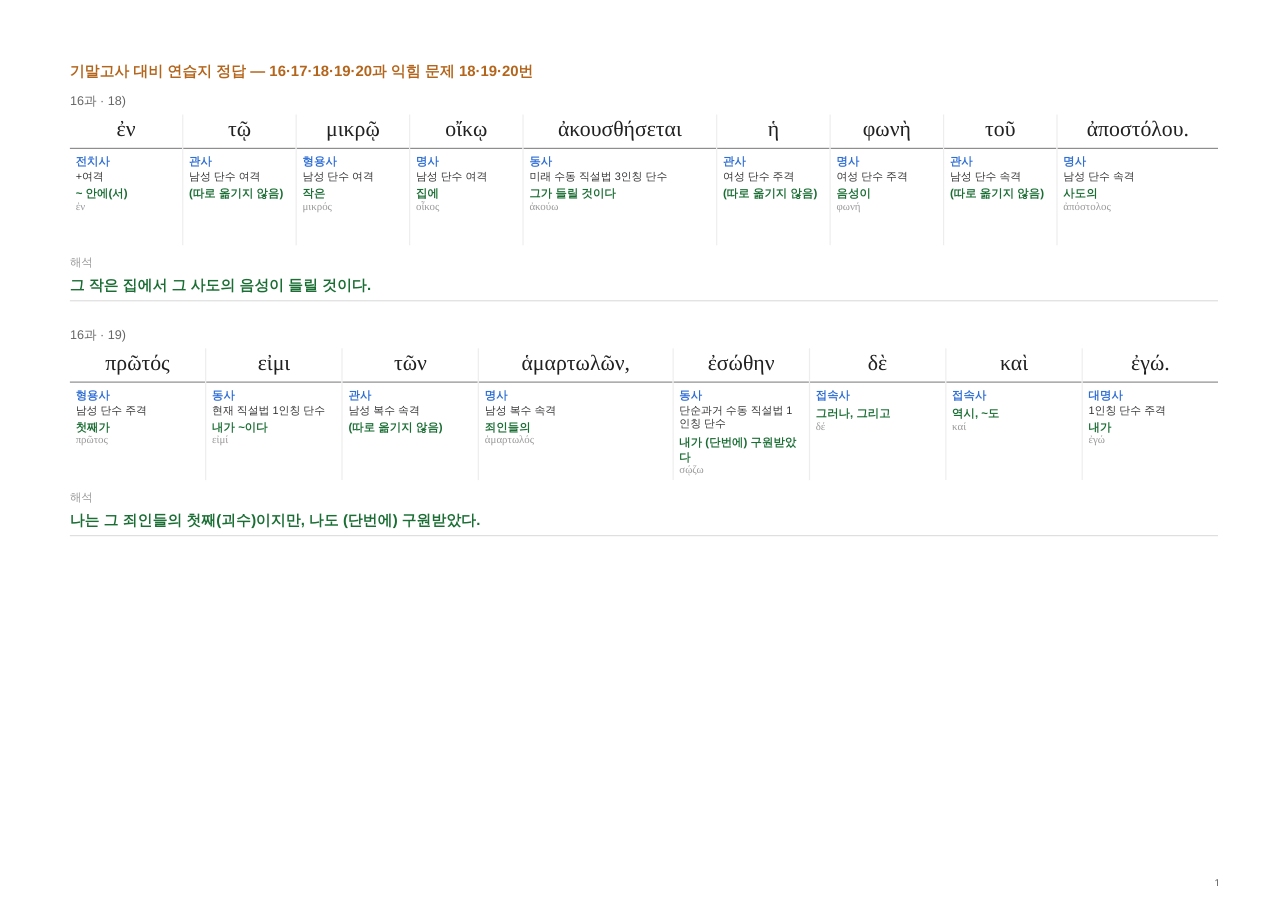 기말고사 대비 연습지 정답 — 16·17·18·19·20과 익힘 문제 18·19·20번
16과 · 18)
ἐν τῷ μικρῷ οἴκῳ ἀκουσθήσεται ἡ φωνὴ τοῦ ἀποστόλου.
전치사 관사 형용사 명사 동사 관사 명사 관사 명사
+여격 남성 단수 여격 남성 단수 여격 남성 단수 여격 미래 수동 직설법 3인칭 단수 여성 단수 주격 여성 단수 주격 남성 단수 속격 남성 단수 속격
~ 안에(서) (따로 옮기지 않음) 작은 집에 그가 들릴 것이다 (따로 옮기지 않음) 음성이 (따로 옮기지 않음) 사도의
ἐν μικρός οἶκος ἀκούω φωνή ἀπόστολος
해석
그 작은 집에서 그 사도의 음성이 들릴 것이다.
16과 · 19)
πρῶτός εἰμι τῶν ἁμαρτωλῶν, ἐσώθην δὲ καὶ ἐγώ.
형용사 동사 관사 명사 동사 접속사 접속사 대명사
남성 단수 주격 현재 직설법 1인칭 단수 남성 복수 속격 남성 복수 속격 단순과거 수동 직설법 1 그러나, 그리고 역시, ~도 1인칭 단수 주격
첫째가 내가 ~이다 (따로 옮기지 않음) 죄인들의 인칭 단수 δέ καί 내가
πρῶτος εἰμί ἁμαρτωλός 내가 (단번에) 구원받았 ἐγώ
다
σῴζω
해석
나는 그 죄인들의 첫째(괴수)이지만, 나도 (단번에) 구원받았다.
1